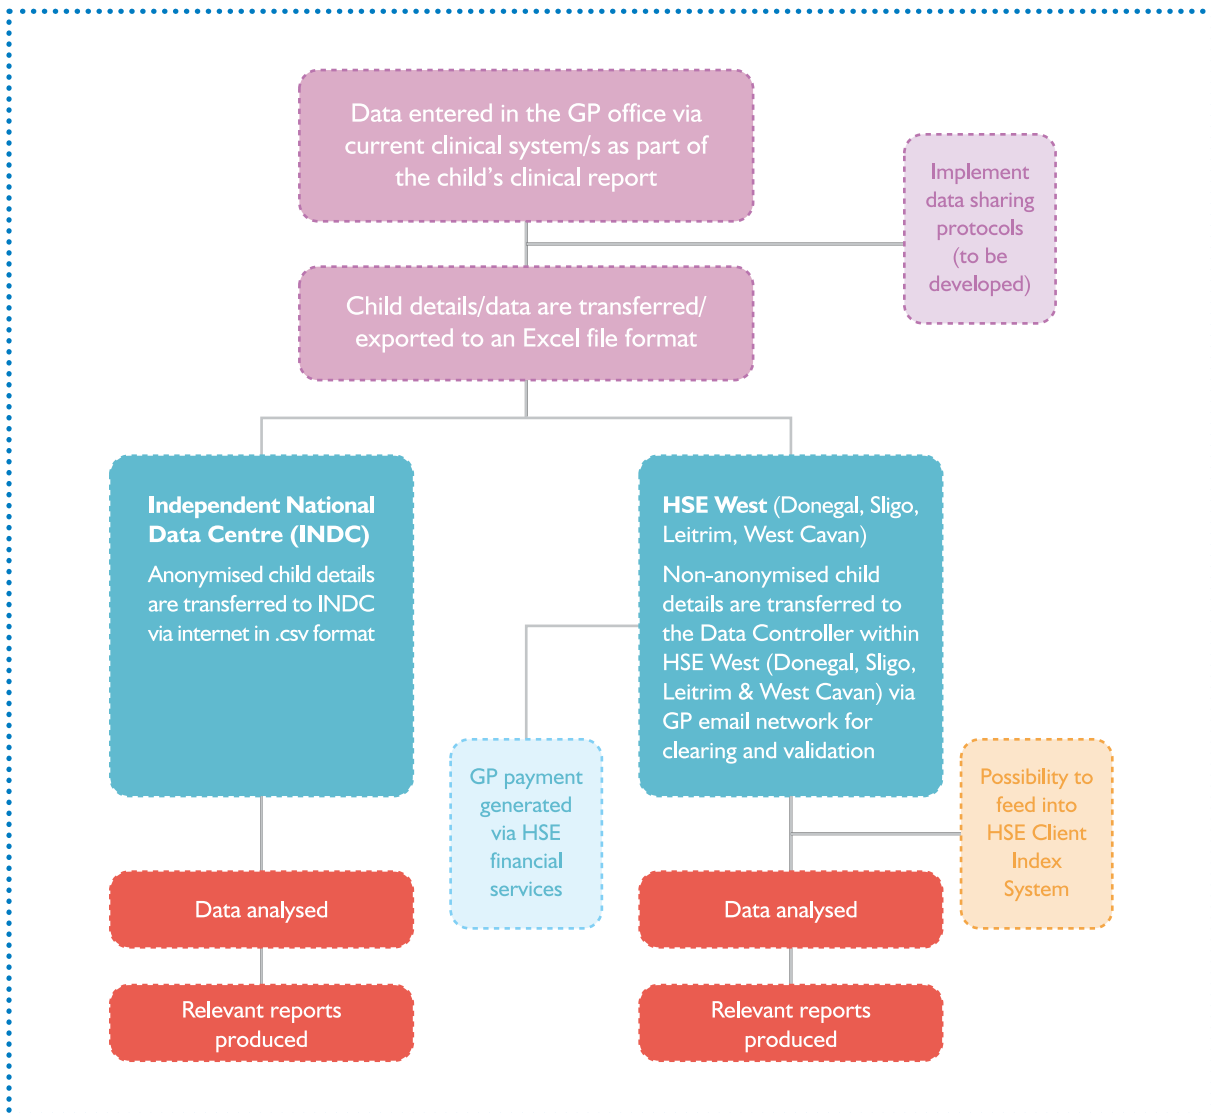 Data entered in the GP office via
current clinical system/s as part of
the child's clinical report
Implement
data sharing
protocols
(to be
developed)
Child details/data are transferred/
exported to an Excel file format
Independent National
Data Centre (INDC)
Anonymised child details
are transferred to INDC
via internet in .csv format
HSE West (Donegal, Sligo,
Leitrim, West Cavan)
Non-anonymised child
details are transferred to
the Data Controller within
HSE West (Donegal, Sligo,
Leitrim & West Cavan) via
GP email network for
clearing and validation
GP payment
generated
via HSE
financial
services
Possibility to
feed into
HSE Client
Index
System
Data analysed
Data analysed
Relevant reports
produced
Relevant reports
produced